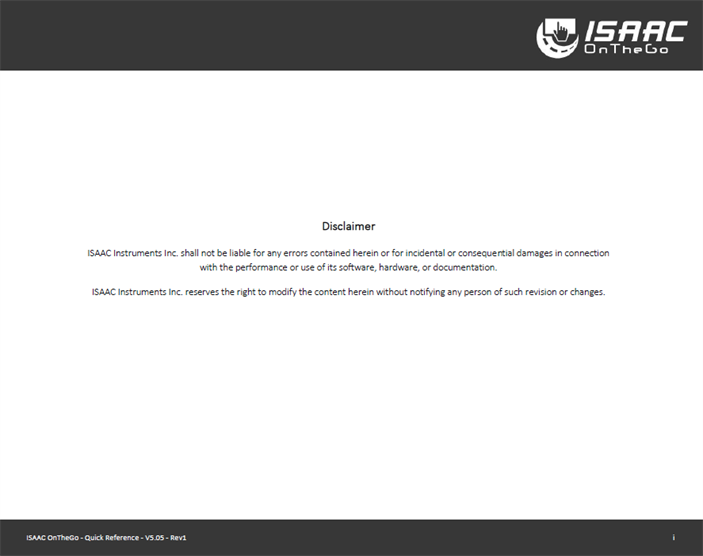 ISAAC
OnTheGo
Disclaimer
ISAAC Instruments Inc. shall not be liable for any errors contained herein or for incidental or consequential damages in connection
with the performance or use of its software, hardware, or documentation.
ISAAC Instruments Inc. reserves the right to modify the content herein without notifying any person of such revision or changes.
ISAAC OnTheGo - Quick Reference - V5.05 - Rev1
i